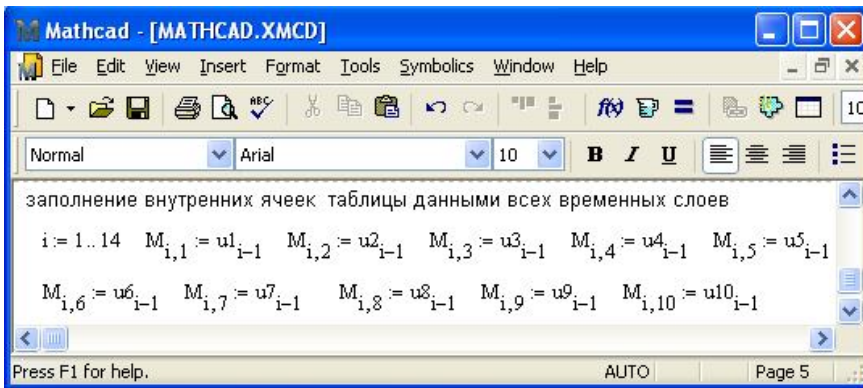 Mathcad - [MATHCAD.XMCD]
File Edit View Insert Format Tools Symbolics Window Help
ABC f(x) = 10
Normal Arial 10 B I U
заполнение внутренних ячеек таблицы данными всех временных слоев
i := 1.. 14 M_{i,1} := u1_{i-1} M_{i,2} := u2_{i-1} M_{i,3} := u3_{i-1} M_{i,4} := u4_{i-1} M_{i,5} := u5_{i-1}
M_{i,6} := u6_{i-1} M_{i,7} := u7_{i-1} M_{i,8} := u8_{i-1} M_{i,9} := u9_{i-1} M_{i,10} := u10_{i-1}
Press F1 for help. AUTO Page 5